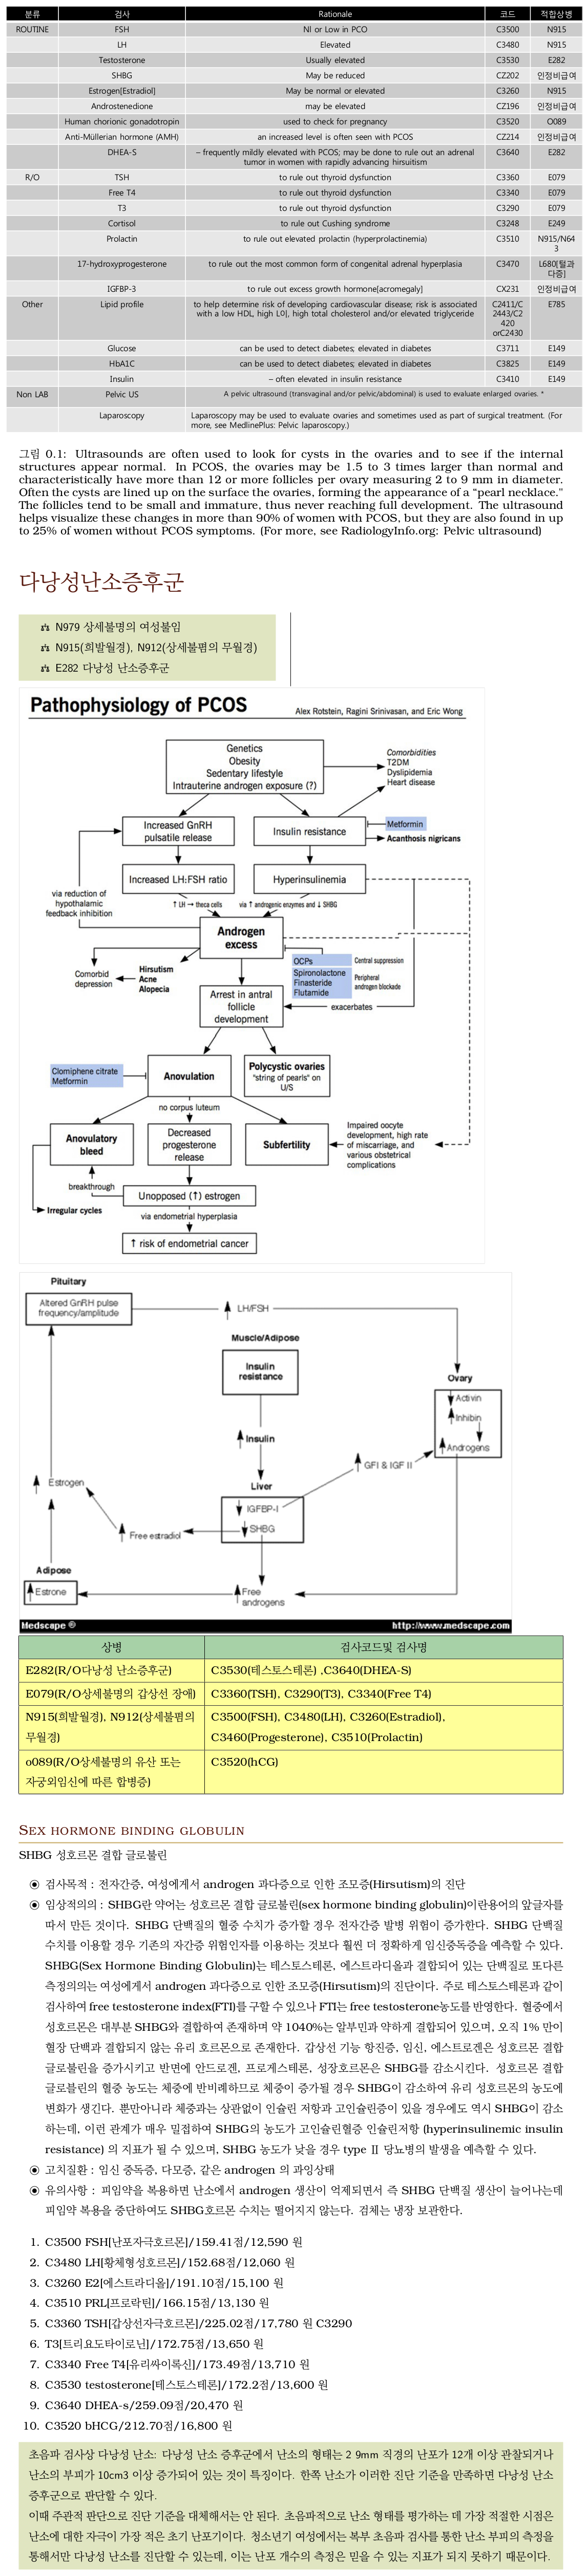 분류 검사 Rationale 코드 적합상병
ROUTINE FSH Nl or Low in PCO C3500 N915
LH Elevated C3480 N915
Testosterone Usually elevated C3530 E282
SHBG May be reduced CZ202 인정비급여
Estrogen[Estradiol] May be normal or elevated C3260 N915
Androstenedione may be elevated CZ196 인정비급여
Human chorionic gonadotropin used to check for pregnancy C3520 O089
Anti-Müllerian hormone (AMH) an increased level is often seen with PCOS CZ214 인정비급여
DHEA-S – frequently mildly elevated with PCOS; may be done to rule out an adrenal C3640 E282
tumor in women with rapidly advancing hirsuitism
R/O TSH to rule out thyroid dysfunction C3360 E079
Free T4 to rule out thyroid dysfunction C3340 E079
T3 to rule out thyroid dysfunction C3290 E079
Cortisol to rule out Cushing syndrome C3248 E249
Prolactin to rule out elevated prolactin (hyperprolactinemia) C3510 N915/N64
3
17-hydroxyprogesterone to rule out the most common form of congenital adrenal hyperplasia C3470 L680[털과
다증]
IGFBP-3 to rule out excess growth hormone[acromegaly] CX231 인정비급여
Other Lipid profile to help determine risk of developing cardiovascular disease; risk is associated C2411/C E785
with a low HDL, high L이, high total cholesterol and/or elevated triglyceride 2443/C2
420
orC2430
Glucose can be used to detect diabetes; elevated in diabetes C3711 E149
HbA1C can be used to detect diabetes; elevated in diabetes C3825 E149
Insulin – often elevated in insulin resistance C3410 E149
Non LAB Pelvic US A pelvic ultrasound (transvaginal and/or pelvic/abdominal) is used to evaluate enlarged ovaries. *
Laparoscopy Laparoscopy may be used to evaluate ovaries and sometimes used as part of surgical treatment. (For
more, see MedlinePlus: Pelvic laparoscopy.)
그림 0.1: Ultrasounds are often used to look for cysts in the ovaries and to see if the internal
structures appear normal. In PCOS, the ovaries may be 1.5 to 3 times larger than normal and
characteristically have more than 12 or more follicles per ovary measuring 2 to 9 mm in diameter.
Often the cysts are lined up on the surface the ovaries, forming the appearance of a "pearl necklace."
The follicles tend to be small and immature, thus never reaching full development. The ultrasound
helps visualize these changes in more than 90% of women with PCOS, but they are also found in up
to 25% of women without PCOS symptoms. (For more, see RadiologyInfo.org: Pelvic ultrasound)
다낭성난소증후군
N979 상세불명의 여성불임
N915(희발월경), N912(상세불폄의 무월경)
E282 다낭성 난소증후군
Pathophysiology of PCOS
Alex Rotstein, Ragini Srinivasan, and Eric Wong
Genetics
Obesity
Sedentary lifestyle
Intrauterine androgen exposure (?)
Comorbidities
T2DM
Dyslipidemia
Heart disease
Increased GnRH
pulsatile release
Insulin resistance
Metformin
Acanthosis nigricans
Increased LH:FSH ratio
Hyperinsulinemia
via reduction of
hypothalamic
feedback inhibition
↑ LH → theca cells
via ↑ androgenic enzymes and ↓ SHBG
Androgen
excess
Comorbid
depression
Hirsutism
Acne
Alopecia
OCPs
Central suppression
Spironolactone
Finasteride
Flutamide
Peripheral
androgen blockade
Arrest in antral
follicle
development
exacerbates
Clomiphene citrate
Metformin
Anovulation
Polycystic ovaries
"string of pearls" on
U/S
no corpus luteum
Anovulatory
bleed
Decreased
progesterone
release
Subfertility
Impaired oocyte
development, high rate
of miscarriage, and
various obstetrical
complications
breakthrough
Unopposed (↑) estrogen
Irregular cycles
via endometrial hyperplasia
↑ risk of endometrial cancer
Pituitary
Altered GnRH pulse
frequency/amplitude
LH/FSH
Muscle/Adipose
Insulin
resistance
Ovary
Activin
Inhibin
Androgens
Insulin
GFI & IGF II
Liver
Estrogen
IGFBP-I
SHBG
Free estradiol
Adipose
Estrone
Free
androgens
Medscape ® http://www.medscape.com
상병 검사코드및 검사명
E282(R/O다낭성 난소증후군) C3530(테스토스테론) ,C3640(DHEA-S)
E079(R/O상세불명의 갑상선 장애) C3360(TSH), C3290(T3), C3340(Free T4)
N915(희발월경), N912(상세불폄의 C3500(FSH), C3480(LH), C3260(Estradiol),
무월경) C3460(Progesterone), C3510(Prolactin)
o089(R/O상세불명의 유산 또는 C3520(hCG)
자궁외임신에 따른 합병증)
SEX HORMONE BINDING GLOBULIN
SHBG 성호르몬 결합 글로불린
검사목적 : 전자간증, 여성에게서 androgen 과다증으로 인한 조모증(Hirsutism)의 진단
임상적의의 : SHBG란 약어는 성호르몬 결합 글로불린(sex hormone binding globulin)이란용어의 앞글자를
따서 만든 것이다. SHBG 단백질의 혈중 수치가 증가할 경우 전자간증 발병 위험이 증가한다. SHBG 단백질
수치를 이용할 경우 기존의 자간증 위험인자를 이용하는 것보다 훨씬 더 정확하게 임신중독증을 예측할 수 있다.
SHBG(Sex Hormone Binding Globulin)는 테스토스테론, 에스트라디올과 결합되어 있는 단백질로 또다른
측정의의는 여성에게서 androgen 과다증으로 인한 조모증(Hirsutism)의 진단이다. 주로 테스토스테론과 같이
검사하여 free testosterone index(FTI)를 구할 수 있으나 FTI는 free testosterone농도를 반영한다. 혈중에서
성호르몬은 대부분 SHBG와 결합하여 존재하며 약 1040%는 알부민과 약하게 결합되어 있으며, 오직 1% 만이
혈장 단백과 결합되지 않는 유리 호르몬으로 존재한다. 갑상선 기능 항진증, 임신, 에스트로겐은 성호르몬 결합
글로불린을 증가시키고 반면에 안드로겐, 프로게스테론, 성장호르몬은 SHBG를 감소시킨다. 성호르몬 결합
글로불린의 혈중 농도는 체중에 반비례하므로 체중이 증가될 경우 SHBG이 감소하여 유리 성호르몬의 농도에
변화가 생긴다. 뿐만아니라 체중과는 상관없이 인슐린 저항과 고인슐린증이 있을 경우에도 역시 SHBG이 감소
하는데, 이런 관계가 매우 밀접하여 SHBG의 농도가 고인슐린혈증 인슐린저항 (hyperinsulinemic insulin
resistance) 의 지표가 될 수 있으며, SHBG 농도가 낮을 경우 type Ⅱ 당뇨병의 발생을 예측할 수 있다.
고치질환 : 임신 중독증, 다모증, 같은 androgen 의 과잉상태
유의사항 : 피임약을 복용하면 난소에서 androgen 생산이 억제되면서 즉 SHBG 단백질 생산이 늘어나는데
피임약 복용을 중단하여도 SHBG호르몬 수치는 떨어지지 않는다. 검체는 냉장 보관한다.
1. C3500 FSH[난포자극호르몬]/159.41점/12,590 원
2. C3480 LH[황체형성호르몬]/152.68점/12,060 원
3. C3260 E2[에스트라디올]/191.10점/15,100 원
4. C3510 PRL[프로락틴]/166.15점/13,130 원
5. C3360 TSH[갑상선자극호르몬]/225.02점/17,780 원 C3290
6. T3[트리요도타이로닌]/172.75점/13,650 원
7. C3340 Free T4[유리싸이록신]/173.49점/13,710 원
8. C3530 testosterone[테스토스테론]/172.2점/13,600 원
9. C3640 DHEA-s/259.09점/20,470 원
10. C3520 bHCG/212.70점/16,800 원
초음파 검사상 다낭성 난소: 다낭성 난소 증후군에서 난소의 형태는 2 9mm 직경의 난포가 12개 이상 관찰되거나
난소의 부피가 10cm3 이상 증가되어 있는 것이 특징이다. 한쪽 난소가 이러한 진단 기준을 만족하면 다낭성 난소
증후군으로 판단할 수 있다.
이때 주관적 판단으로 진단 기준을 대체해서는 안 된다. 초음파적으로 난소 형태를 평가하는 데 가장 적절한 시점은
난소에 대한 자극이 가장 적은 초기 난포기이다. 청소년기 여성에서는 복부 초음파 검사를 통한 난소 부피의 측정을
통해서만 다낭성 난소를 진단할 수 있는데, 이는 난포 개수의 측정은 믿을 수 있는 지표가 되지 못하기 때문이다.